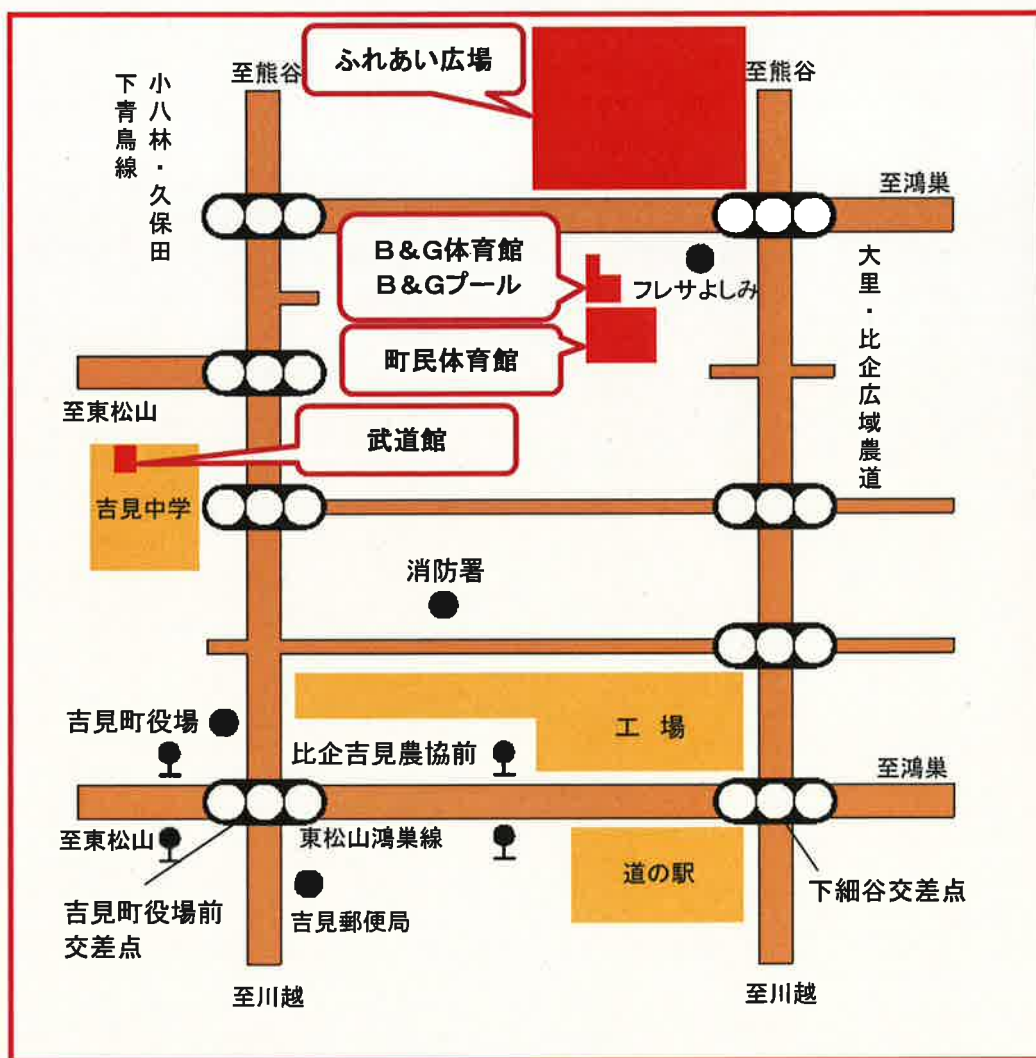 ふれあい広場
至熊谷
至熊谷
小八林・久保田
下青鳥線
至鴻巣
B&G体育館
B&Gプール
フレサよしみ
大里・比企広域農道
町民体育館
至東松山
武道館
吉見中学
消防署
吉見町役場
比企吉見農協前
工 場
至鴻巣
至東松山
東松山鴻巣線
道の駅
下細谷交差点
吉見町役場前
交差点
吉見郵便局
至川越
至川越